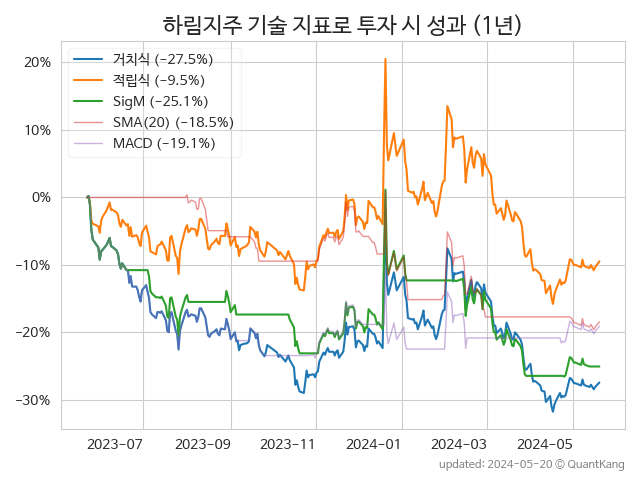 하림지주 기술 지표로 투자 시 성과 (1년)
거치식 (−27.5%)
적립식 (−9.5%)
SigM (−25.1%)
SMA(20) (−18.5%)
MACD (−19.1%)
20%
10%
0%
−10%
−20%
−30%
2023-07 2023-09 2023-11 2024-01 2024-03 2024-05
updated: 2024-05-20 ⓒ QuantKang